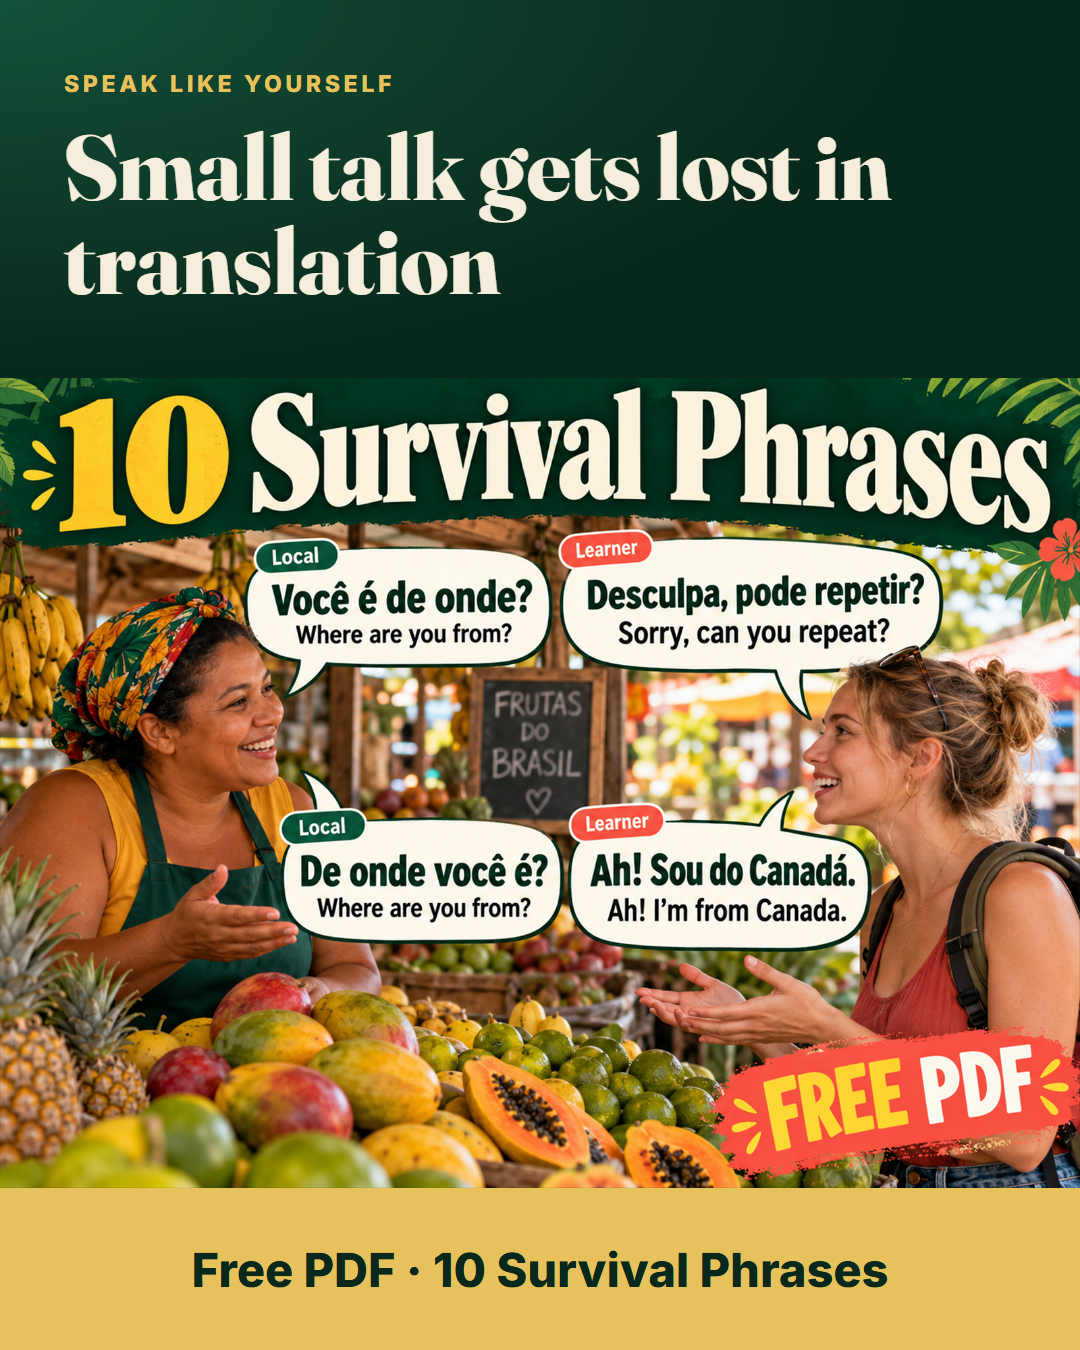 SPEAK LIKE YOURSELF
Small talk gets lost in
translation
10 Survival Phrases
Local
Você é de onde?
Where are you from?
Learner
Desculpa, pode repetir?
Sorry, can you repeat?
FRUTAS
DO
BRASIL
Local
De onde você é?
Where are you from?
Learner
Ah! Sou do Canadá.
Ah! I'm from Canada.
FREE PDF
Free PDF · 10 Survival Phrases